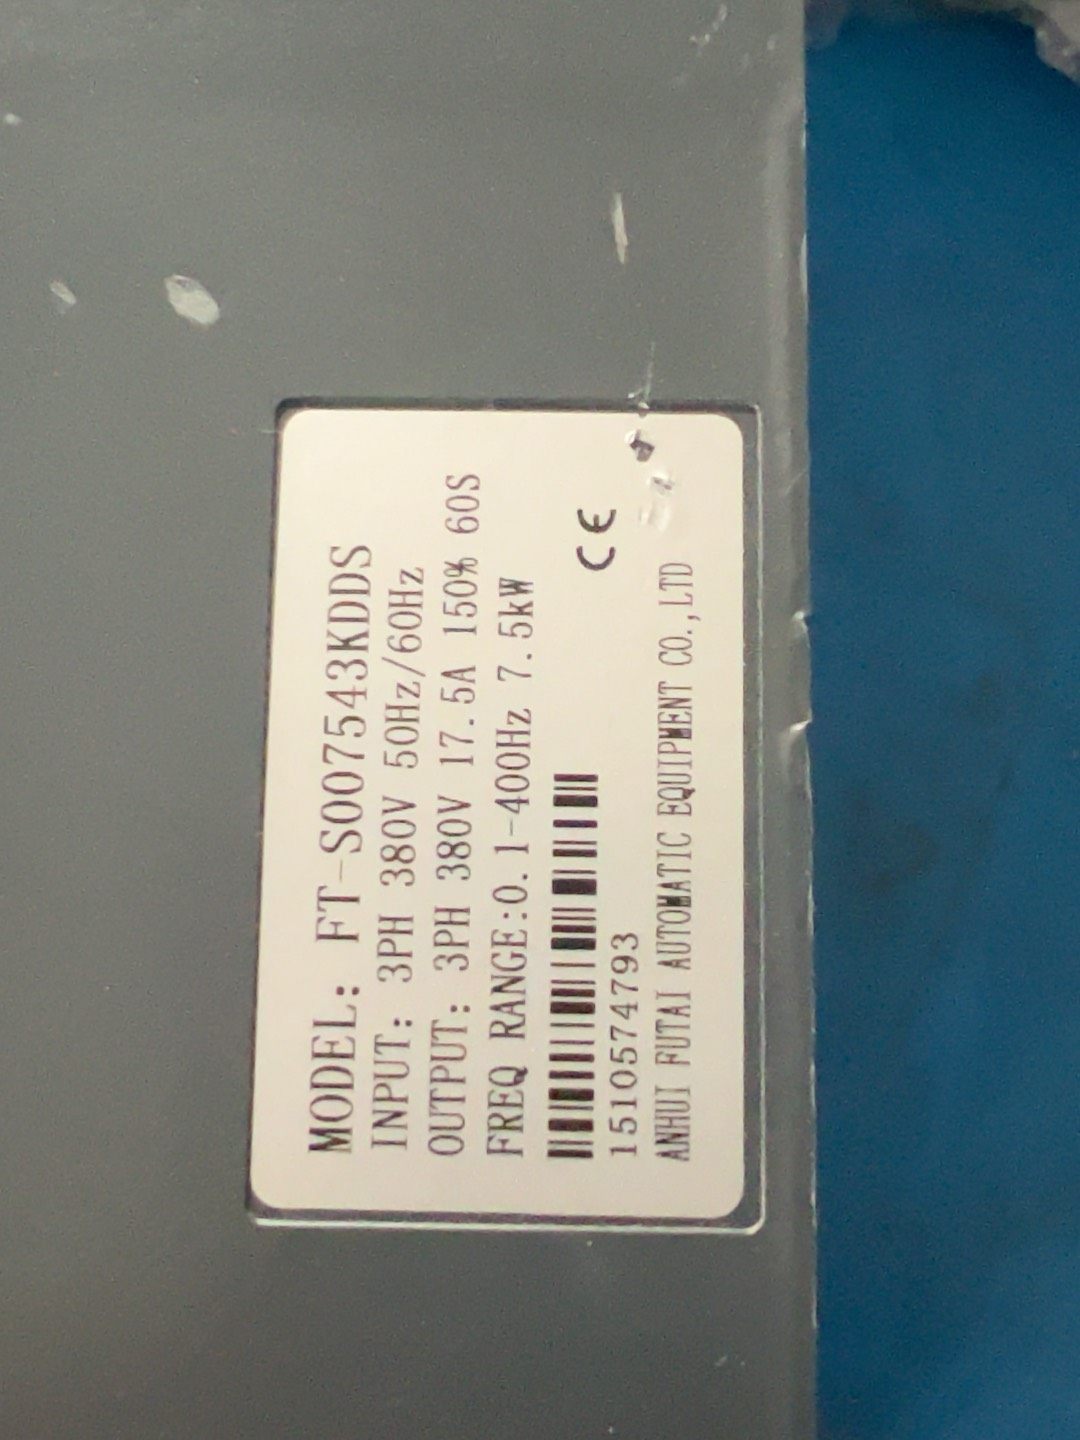 MODEL: FT-S007543KDDS
INPUT: 3PH 380V 50Hz/60Hz
OUTPUT: 3PH 380V 17.5A 150% 60S
FREQ RANGE:0.1-400Hz 7.5kW
CE
1510574793
ANHUI FUTAI AUTOMATIC EQUIPMENT CO.,LTD